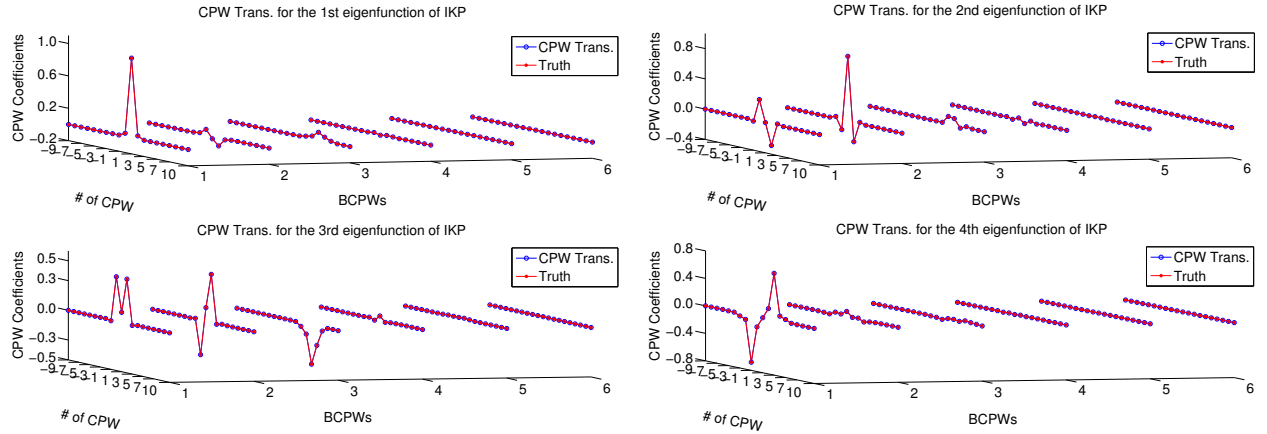 CPW Trans. for the 1st eigenfunction of IKP
1.0
0.6
0.2
−0.2
CPW Coefficients
−9−7−5−3−1 1 3 5 7 10
# of CPW
1 2 3 4 5 6
BCPWs
CPW Trans.
Truth
CPW Trans. for the 2nd eigenfunction of IKP
0.8
0.4
0.0
−0.4
CPW Coefficients
−9−7−5−3−1 1 3 5 7 10
# of CPW
1 2 3 4 5 6
BCPWs
CPW Trans.
Truth
CPW Trans. for the 3rd eigenfunction of IKP
0.5
0.3
0.0
−0.3
−0.5
CPW Coefficients
−9−7−5−3−1 1 3 5 7 10
# of CPW
1 2 3 4 5 6
BCPWs
CPW Trans.
Truth
CPW Trans. for the 4th eigenfunction of IKP
0.8
0.4
0.0
−0.4
−0.8
CPW Coefficients
−9−7−5−3−1 1 3 5 7 10
# of CPW
1 2 3 4 5 6
BCPWs
CPW Trans.
Truth